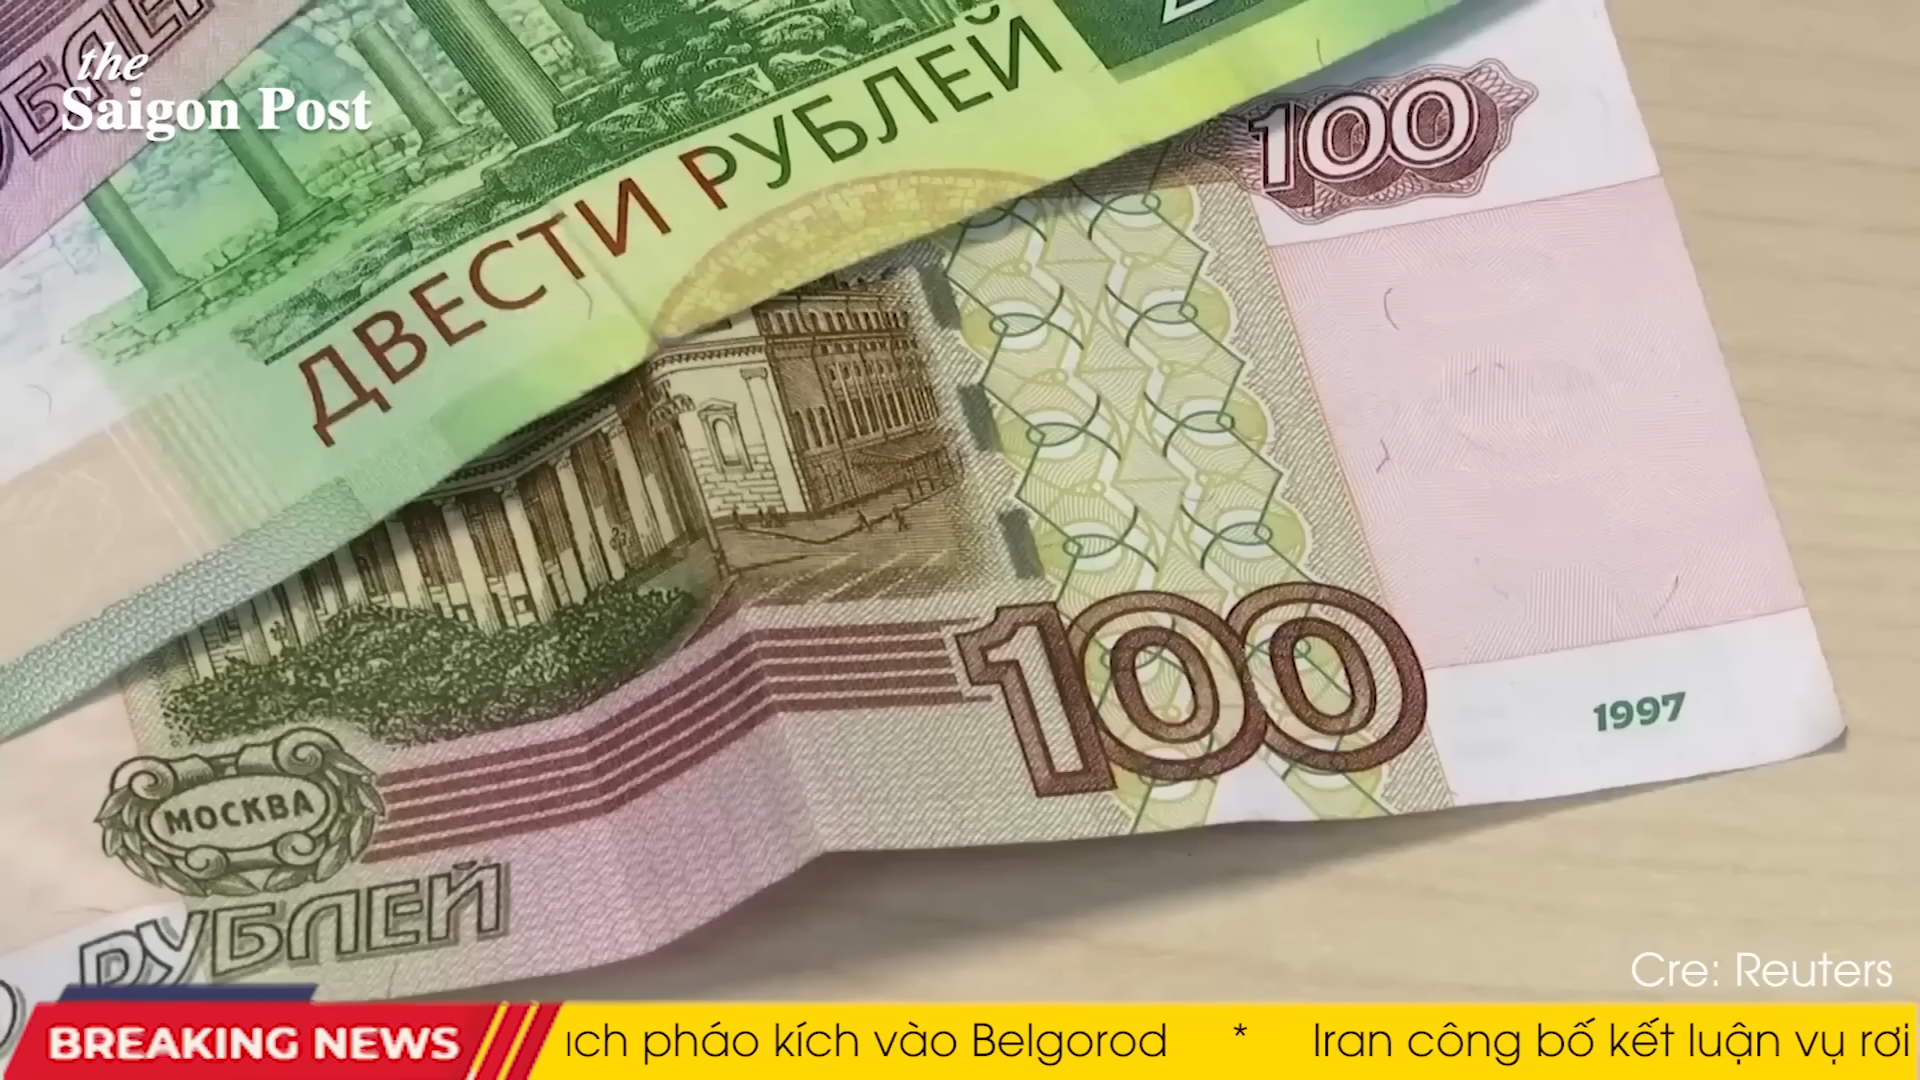 the
Saigon Post
ДВЕСТИ РУБЛЕЙ
100
100
1997
МОСКВА
РУБЛЕЙ
Cre: Reuters
BREAKING NEWS
ích pháo kích vào Belgorod * Iran công bố kết luận vụ rơi